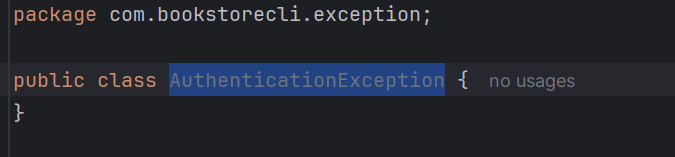 package com.bookstorecli.exception;
public class AuthenticationException { no usages
}